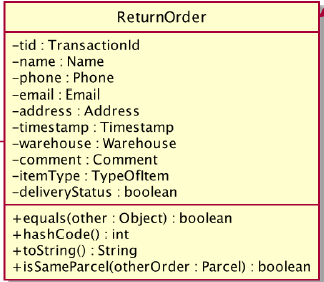 ReturnOrder
-tid : TransactionId
-name : Name
-phone : Phone
-email : Email
-address : Address
-timestamp : Timestamp
-warehouse : Warehouse
-comment : Comment
-itemType : TypeOfItem
-deliveryStatus : boolean
+equals(other : Object) : boolean
+hashCode() : int
+toString() : String
+isSameParcel(otherOrder : Parcel) : boolean